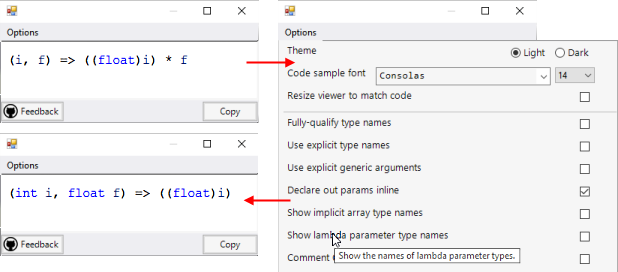 Options
(i, f) => ((float)i) * f
Feedback
Copy
Options
(int i, float f) => ((float)i)
Feedback
Copy
Options
Theme
Light
Dark
Code sample font
Consolas
14
Resize viewer to match code
Fully-qualify type names
Use explicit type names
Use explicit generic arguments
Declare out params inline
Show implicit array type names
Show lambda parameter type names
Show the names of lambda parameter types.
Comment